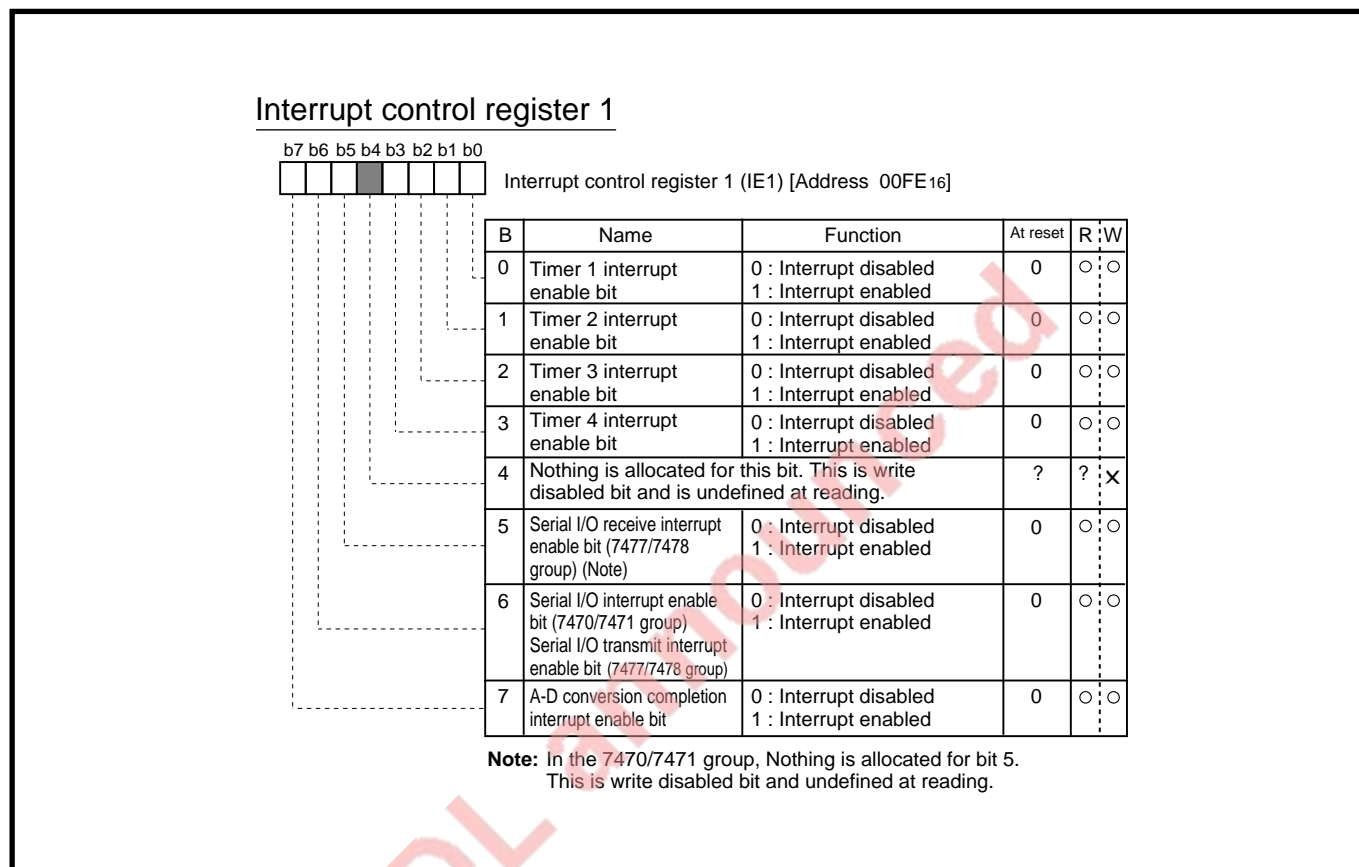 Interrupt control register 1
b7 b6 b5 b4 b3 b2 b1 b0
Interrupt control register 1 (IE1) [Address 00FE16]
B Name Function At reset R W
0 Timer 1 interrupt enable bit 0 : Interrupt disabled 0 ○ ○
1 : Interrupt enabled
1 Timer 2 interrupt enable bit 0 : Interrupt disabled 0 ○ ○
1 : Interrupt enabled
2 Timer 3 interrupt enable bit 0 : Interrupt disabled 0 ○ ○
1 : Interrupt enabled
3 Timer 4 interrupt enable bit 0 : Interrupt disabled 0 ○ ○
1 : Interrupt enabled
4 Nothing is allocated for this bit. This is write ? ? ×
disabled bit and is undefined at reading.
5 Serial I/O receive interrupt 0 : Interrupt disabled 0 ○ ○
enable bit (7477/7478 1 : Interrupt enabled
group) (Note)
6 Serial I/O interrupt enable 0 : Interrupt disabled 0 ○ ○
bit (7470/7471 group) 1 : Interrupt enabled
Serial I/O transmit interrupt
enable bit (7477/7478 group)
7 A-D conversion completion 0 : Interrupt disabled 0 ○ ○
interrupt enable bit 1 : Interrupt enabled
Note: In the 7470/7471 group, Nothing is allocated for bit 5.
This is write disabled bit and undefined at reading.
DL announced